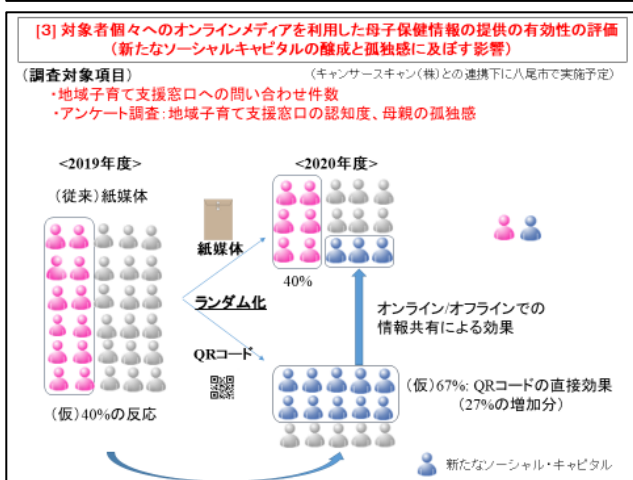 [3] 対象者個々へのオンラインメディアを利用した母子保健情報の提供の有効性の評価
(新たなソーシャルキャピタルの醸成と孤独感に及ぼす影響)
(調査対象項目)
(キャンサースキャン(株)との連携下に八尾市で実施予定)
・地域子育て支援窓口への問い合わせ件数
・アンケート調査:地域子育て支援窓口の認知度、母親の孤独感
<2019年度>
<2020年度>
(従来)紙媒体
紙媒体
40%
ランダム化
オンライン/オフラインでの
情報共有による効果
QRコード
(仮)67%: QRコードの直接効果
(27%の増加分)
(仮)40%の反応
新たなソーシャル・キャピタル